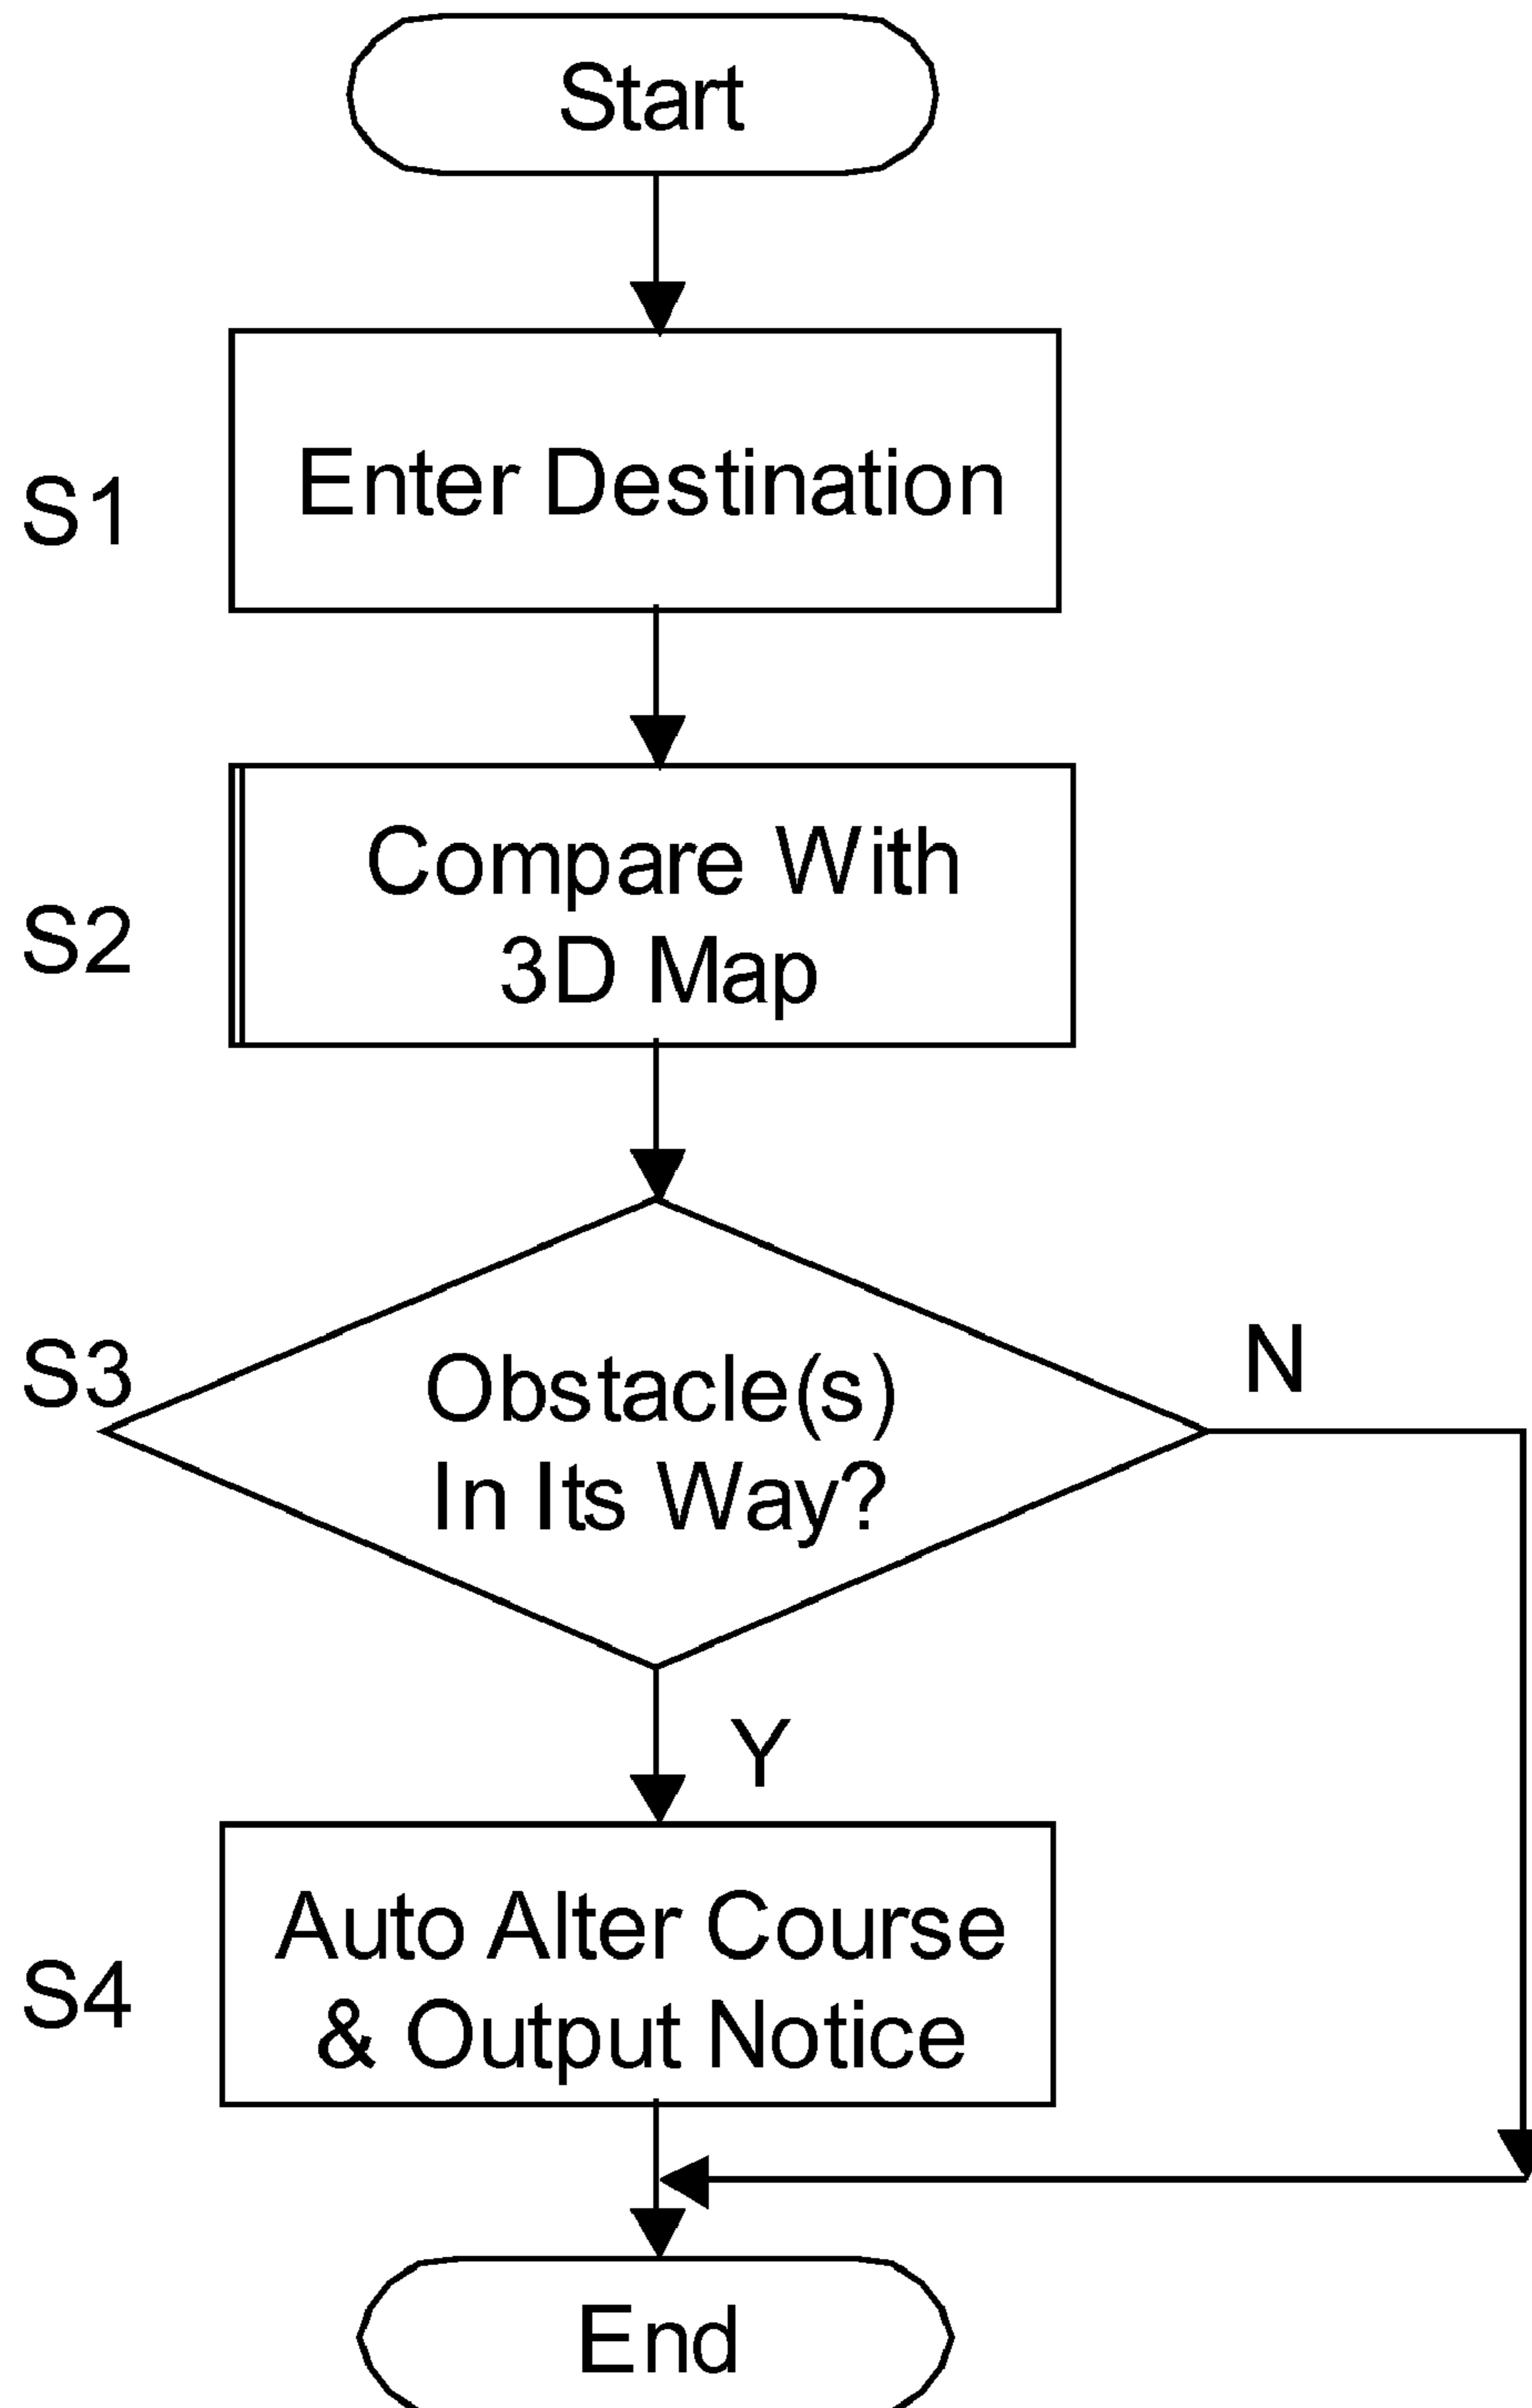 Start
S1
Enter Destination
S2
Compare With
3D Map
S3
Obstacle(s)
In Its Way?
N
Y
S4
Auto Alter Course
& Output Notice
End